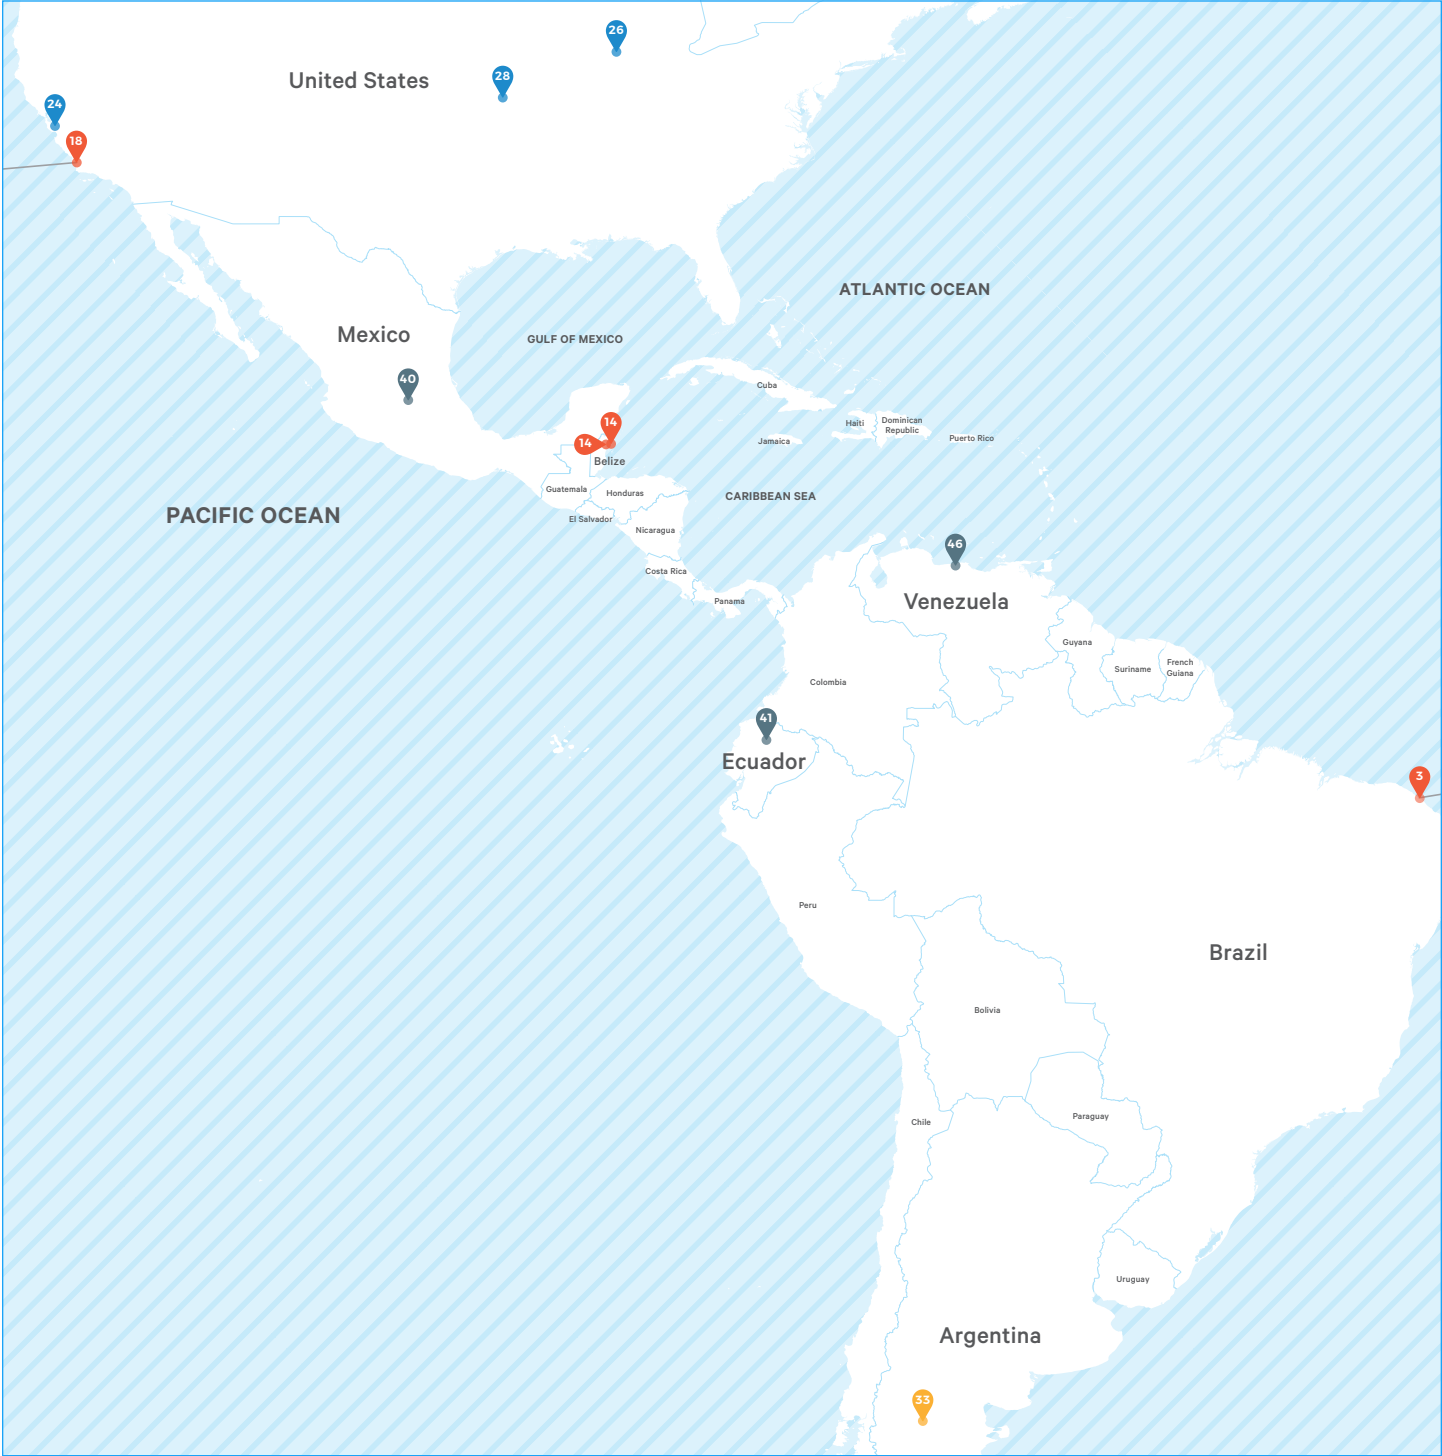 26
United States
28
24
18
ATLANTIC OCEAN
Mexico
GULF OF MEXICO
40
Cuba
14
14
Haiti
Dominican
Republic
Jamaica
Puerto Rico
Belize
Guatemala
Honduras
CARIBBEAN SEA
PACIFIC OCEAN
El Salvador
Nicaragua
46
Costa Rica
Panama
Venezuela
Guyana
Suriname
French
Guiana
Colombia
41
Ecuador
3
Peru
Brazil
Bolivia
Chile
Paraguay
Uruguay
Argentina
33